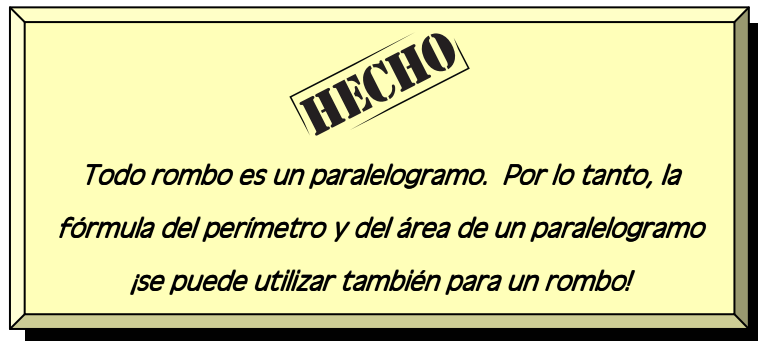 HECHO
Todo rombo es un paralelogramo. Por lo tanto, la
fórmula del perímetro y del área de un paralelogramo
¡se puede utilizar también para un rombo!